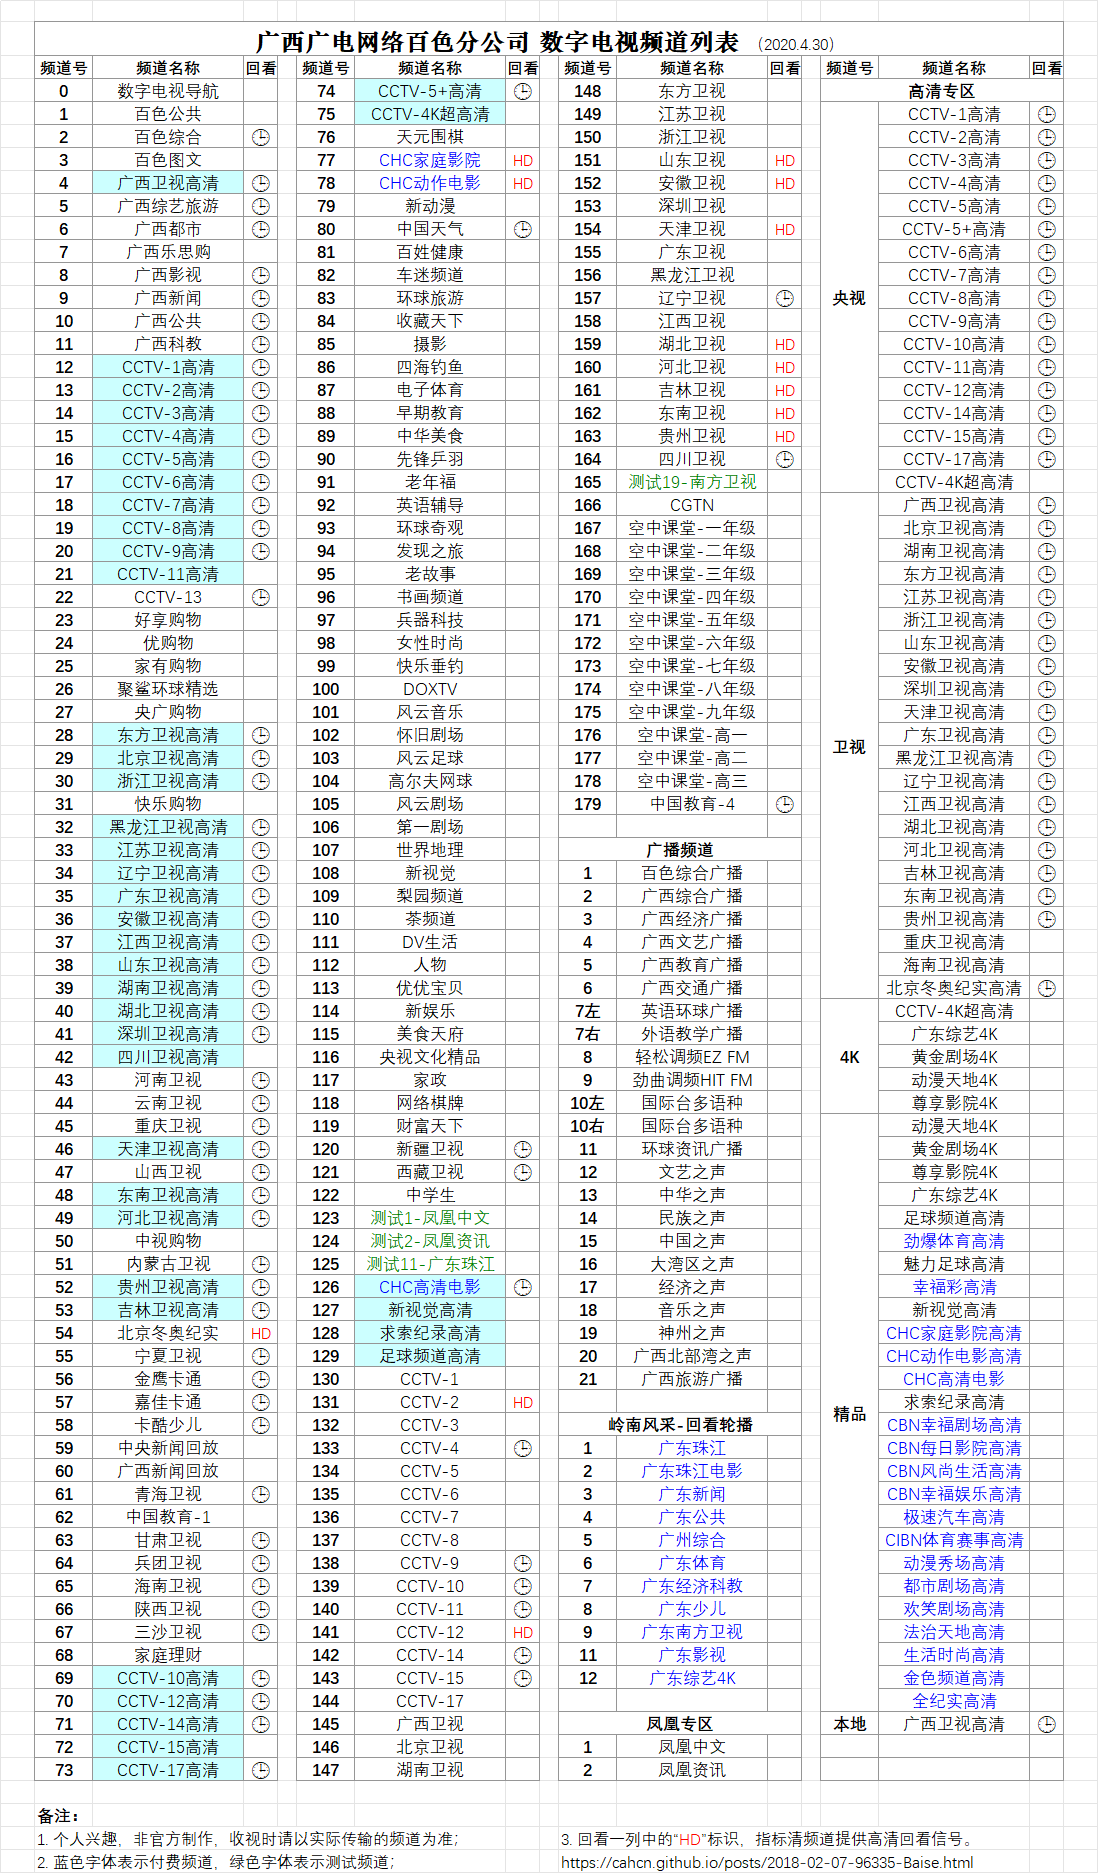 广西广电网络百色分公司 数字电视频道列表 （2020.4.30）
频道号 频道名称 回看
0 数字电视导航
1 百色公共
2 百色综合
3 百色图文
4 广西卫视高清
5 广西综艺旅游
6 广西都市
7 广西乐思购
8 广西影视
9 广西新闻
10 广西公共
11 广西科教
12 CCTV-1高清
13 CCTV-2高清
14 CCTV-3高清
15 CCTV-4高清
16 CCTV-5高清
17 CCTV-6高清
18 CCTV-7高清
19 CCTV-8高清
20 CCTV-9高清
21 CCTV-11高清
22 CCTV-13
23 好享购物
24 优购物
25 家有购物
26 聚鲨环球精选
27 央广购物
28 东方卫视高清
29 北京卫视高清
30 浙江卫视高清
31 快乐购物
32 黑龙江卫视高清
33 江苏卫视高清
34 辽宁卫视高清
35 广东卫视高清
36 安徽卫视高清
37 江西卫视高清
38 山东卫视高清
39 湖南卫视高清
40 湖北卫视高清
41 深圳卫视高清
42 四川卫视高清
43 河南卫视
44 云南卫视
45 重庆卫视
46 天津卫视高清
47 山西卫视
48 东南卫视高清
49 河北卫视高清
50 中视购物
51 内蒙古卫视
52 贵州卫视高清
53 吉林卫视高清
54 北京冬奥纪实 HD
55 宁夏卫视
56 金鹰卡通
57 嘉佳卡通
58 卡酷少儿
59 中央新闻回放
60 广西新闻回放
61 青海卫视
62 中国教育-1
63 甘肃卫视
64 兵团卫视
65 海南卫视
66 陕西卫视
67 三沙卫视
68 家庭理财
69 CCTV-10高清
70 CCTV-12高清
71 CCTV-14高清
72 CCTV-15高清
73 CCTV-17高清
频道号 频道名称 回看
74 CCTV-5+高清
75 CCTV-4K超高清
76 天元围棋
77 CHC家庭影院 HD
78 CHC动作电影 HD
79 新动漫
80 中国天气
81 百姓健康
82 车迷频道
83 环球旅游
84 收藏天下
85 摄影
86 四海钓鱼
87 电子体育
88 早期教育
89 中华美食
90 先锋乒羽
91 老年福
92 英语辅导
93 环球奇观
94 发现之旅
95 老故事
96 书画频道
97 兵器科技
98 女性时尚
99 快乐垂钓
100 DOXTV
101 风云音乐
102 怀旧剧场
103 风云足球
104 高尔夫网球
105 风云剧场
106 第一剧场
107 世界地理
108 新视觉
109 梨园频道
110 茶频道
111 DV生活
112 人物
113 优优宝贝
114 新娱乐
115 美食天府
116 央视文化精品
117 家政
118 网络棋牌
119 财富天下
120 新疆卫视
121 西藏卫视
122 中学生
123 测试1-凤凰中文
124 测试2-凤凰资讯
125 测试11-广东珠江
126 CHC高清电影
127 新视觉高清
128 求索纪录高清
129 足球频道高清
130 CCTV-1
131 CCTV-2 HD
132 CCTV-3
133 CCTV-4
134 CCTV-5
135 CCTV-6
136 CCTV-7
137 CCTV-8
138 CCTV-9
139 CCTV-10
140 CCTV-11
141 CCTV-12 HD
142 CCTV-14
143 CCTV-15
144 CCTV-17
145 广西卫视
146 北京卫视
147 湖南卫视
频道号 频道名称 回看
148 东方卫视
149 江苏卫视
150 浙江卫视
151 山东卫视 HD
152 安徽卫视 HD
153 深圳卫视
154 天津卫视 HD
155 广东卫视
156 黑龙江卫视
157 辽宁卫视
158 江西卫视
159 湖北卫视 HD
160 河北卫视 HD
161 吉林卫视 HD
162 东南卫视 HD
163 贵州卫视 HD
164 四川卫视
165 测试19-南方卫视
166 CGTN
167 空中课堂-一年级
168 空中课堂-二年级
169 空中课堂-三年级
170 空中课堂-四年级
171 空中课堂-五年级
172 空中课堂-六年级
173 空中课堂-七年级
174 空中课堂-八年级
175 空中课堂-九年级
176 空中课堂-高一
177 空中课堂-高二
178 空中课堂-高三
179 中国教育-4
广播频道
1 百色综合广播
2 广西综合广播
3 广西经济广播
4 广西文艺广播
5 广西教育广播
6 广西交通广播
7左 英语环球广播
7右 外语教学广播
8 轻松调频EZ FM
9 劲曲调频HIT FM
10左 国际台多语种
10右 国际台多语种
11 环球资讯广播
12 文艺之声
13 中华之声
14 民族之声
15 中国之声
16 大湾区之声
17 经济之声
18 音乐之声
19 神州之声
20 广西北部湾之声
21 广西旅游广播
岭南风采-回看轮播
1 广东珠江
2 广东珠江电影
3 广东新闻
4 广东公共
5 广州综合
6 广东体育
7 广东经济科教
8 广东少儿
9 广东南方卫视
11 广东影视
12 广东综艺4K
凤凰专区
1 凤凰中文
2 凤凰资讯
频道号 频道名称 回看
高清专区
央视
CCTV-1高清
CCTV-2高清
CCTV-3高清
CCTV-4高清
CCTV-5高清
CCTV-5+高清
CCTV-6高清
CCTV-7高清
CCTV-8高清
CCTV-9高清
CCTV-10高清
CCTV-11高清
CCTV-12高清
CCTV-14高清
CCTV-15高清
CCTV-17高清
CCTV-4K超高清
卫视
广西卫视高清
北京卫视高清
湖南卫视高清
东方卫视高清
江苏卫视高清
浙江卫视高清
山东卫视高清
安徽卫视高清
深圳卫视高清
天津卫视高清
广东卫视高清
黑龙江卫视高清
辽宁卫视高清
江西卫视高清
湖北卫视高清
河北卫视高清
吉林卫视高清
东南卫视高清
贵州卫视高清
重庆卫视高清
海南卫视高清
北京冬奥纪实高清
4K
CCTV-4K超高清
广东综艺4K
黄金剧场4K
动漫天地4K
尊享影院4K
精品
动漫天地4K
黄金剧场4K
尊享影院4K
广东综艺4K
足球频道高清
劲爆体育高清
魅力足球高清
幸福彩高清
新视觉高清
CHC家庭影院高清
CHC动作电影高清
CHC高清电影
求索纪录高清
CBN幸福剧场高清
CBN每日影院高清
CBN风尚生活高清
CBN幸福娱乐高清
极速汽车高清
CIBN体育赛事高清
动漫秀场高清
都市剧场高清
欢笑剧场高清
法治天地高清
生活时尚高清
金色频道高清
全纪实高清
本地 广西卫视高清
备注：
1. 个人兴趣，非官方制作，收视时请以实际传输的频道为准；
2. 蓝色字体表示付费频道，绿色字体表示测试频道；
3. 回看一列中的“HD”标识，指标清频道提供高清回看信号。
https://cahcn.github.io/posts/2018-02-07-96335-Baise.html